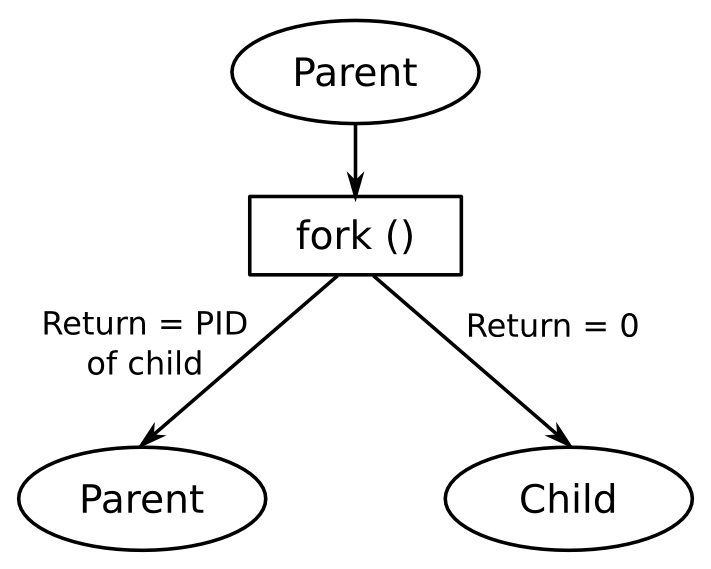 Parent
fork ()
Return = PID
of child
Return = 0
Parent
Child